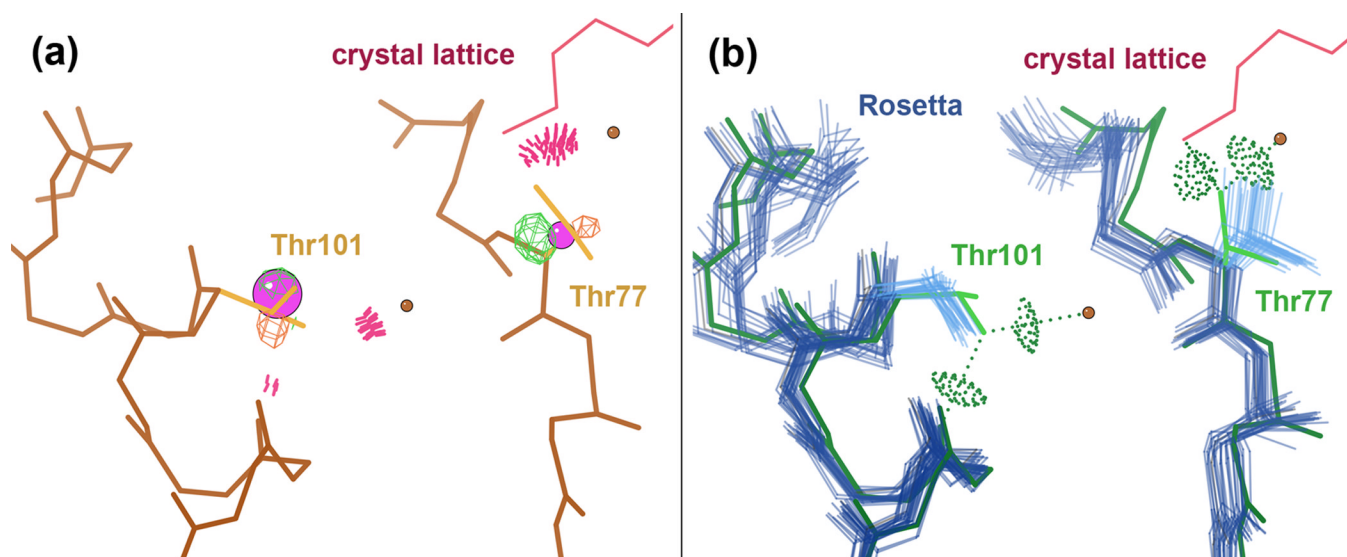 (a)
crystal lattice
Thr101
Thr77
(b)
crystal lattice
Rosetta
Thr101
Thr77